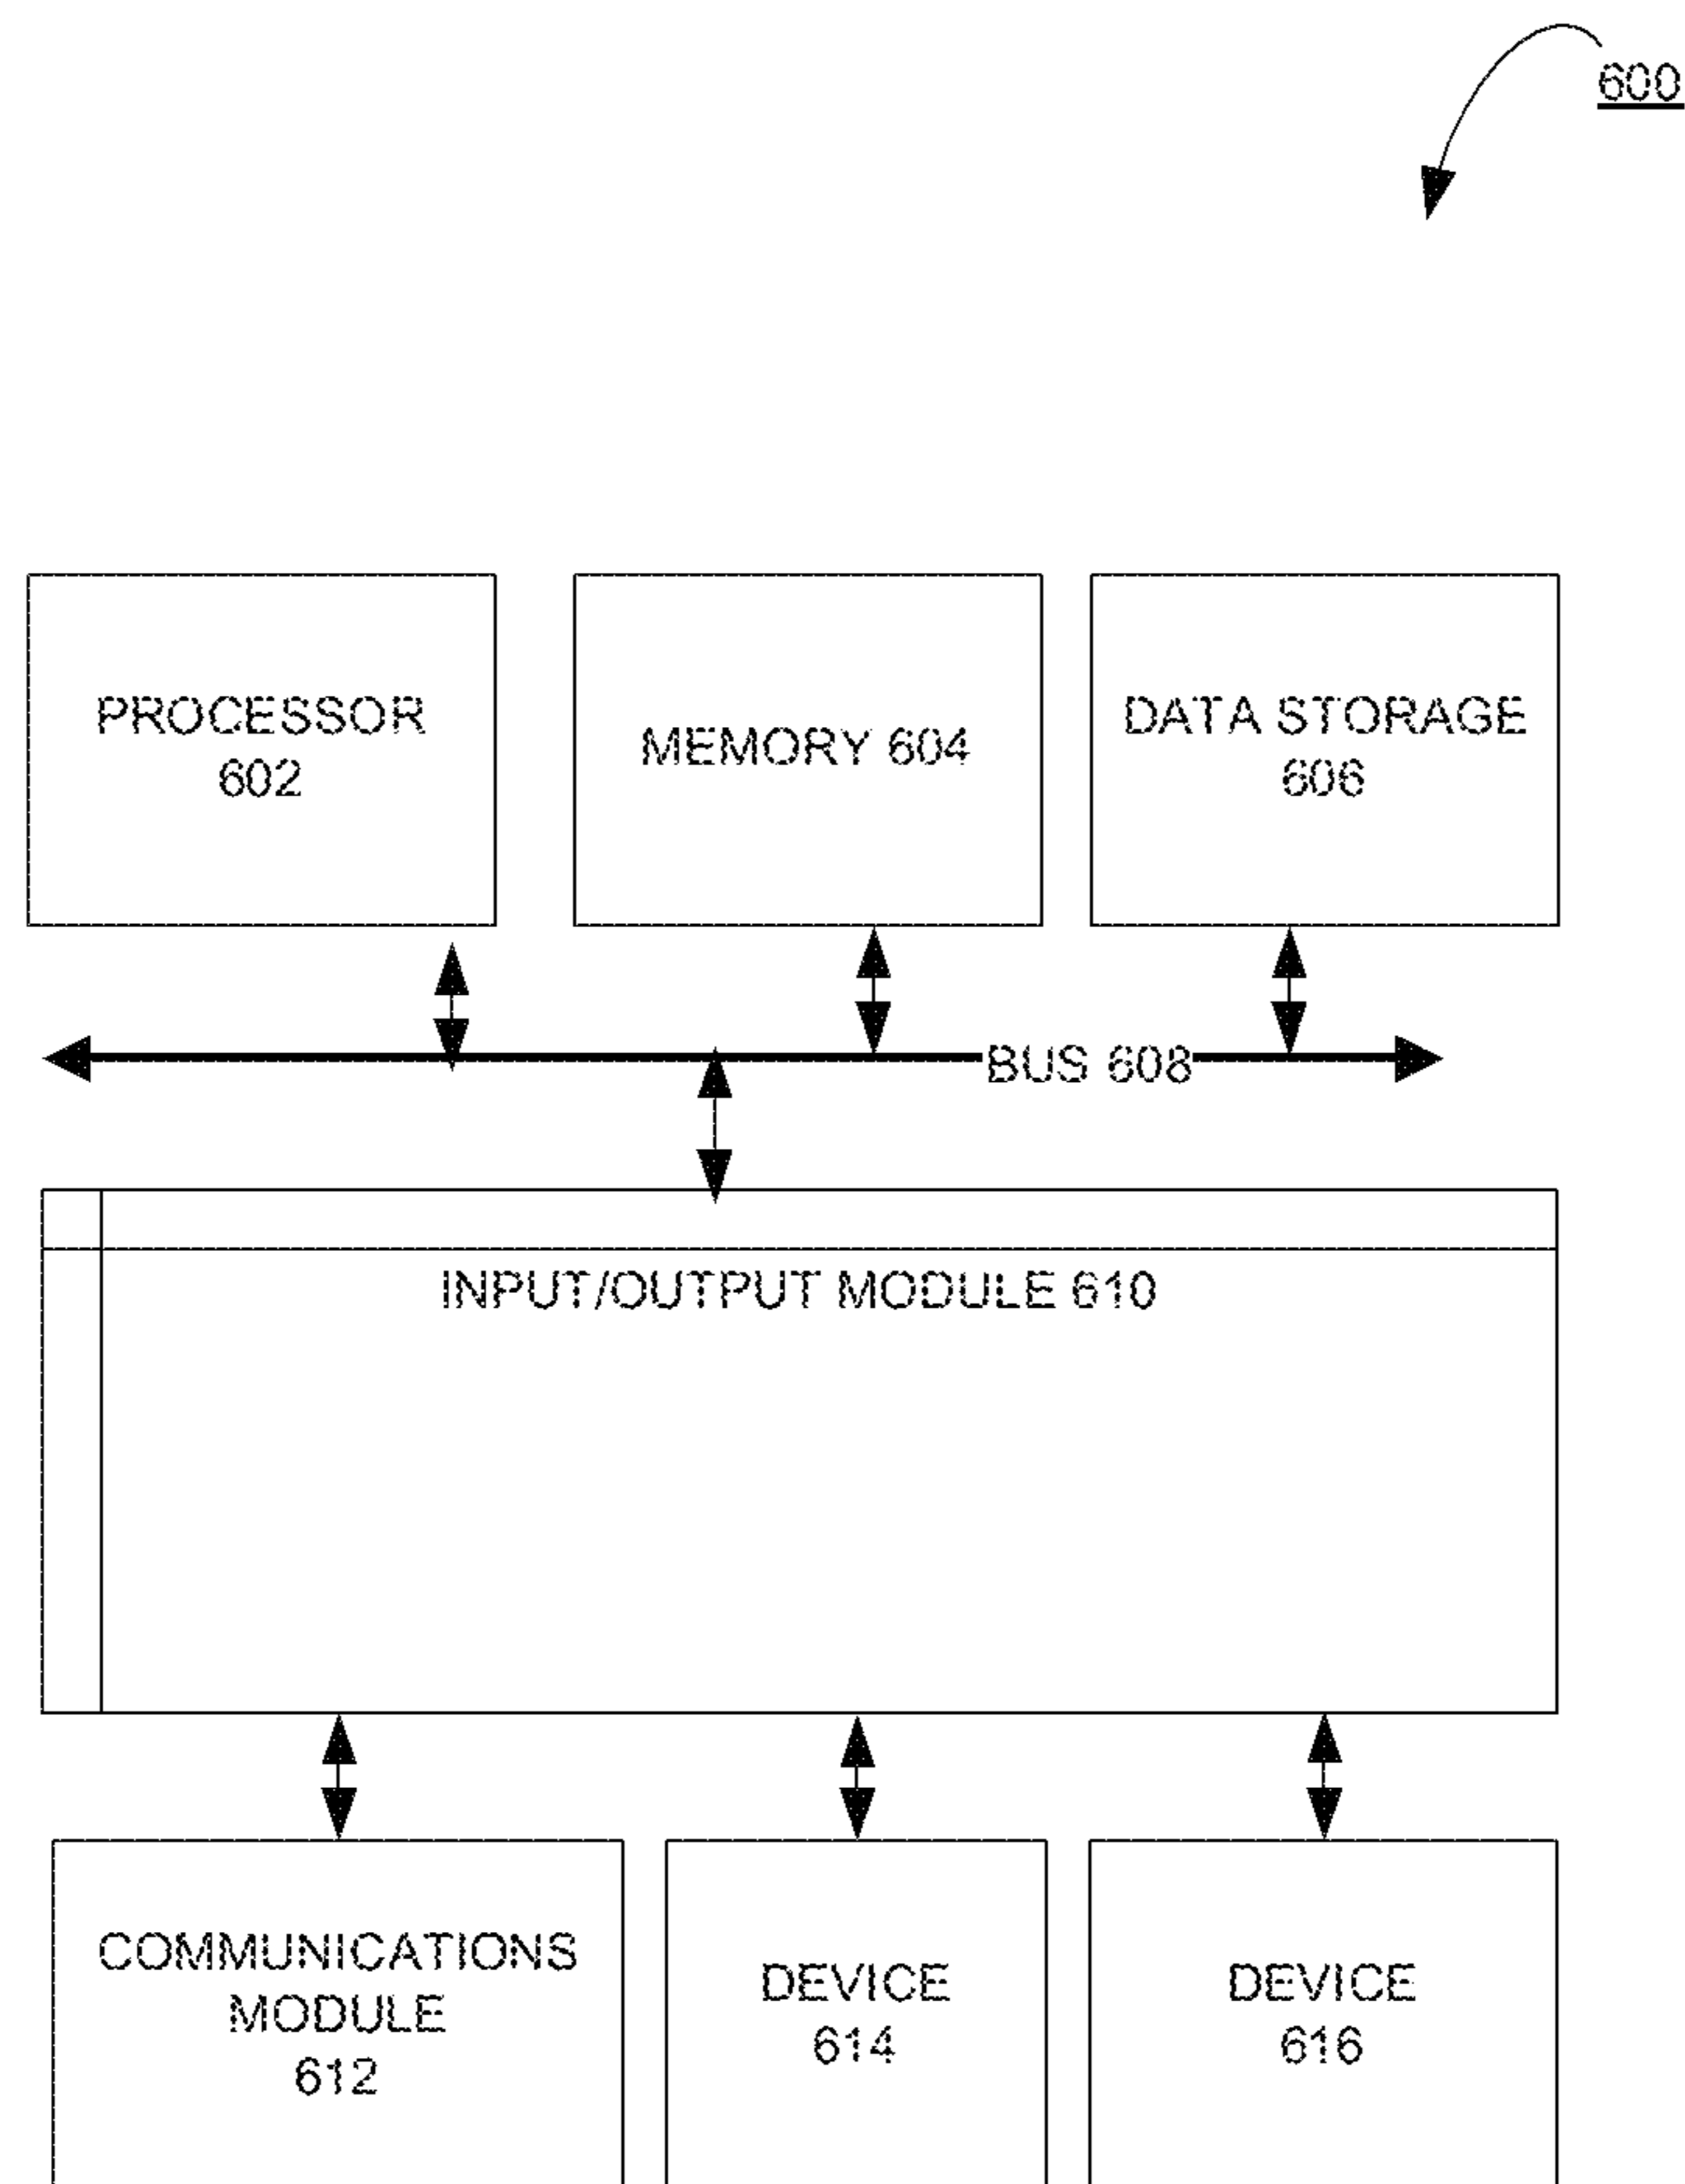 600
PROCESSOR
602
MEMORY 604
DATA STORAGE
606
BUS 608
INPUT/OUTPUT MODULE 610
COMMUNICATIONS
MODULE
612
DEVICE
614
DEVICE
616